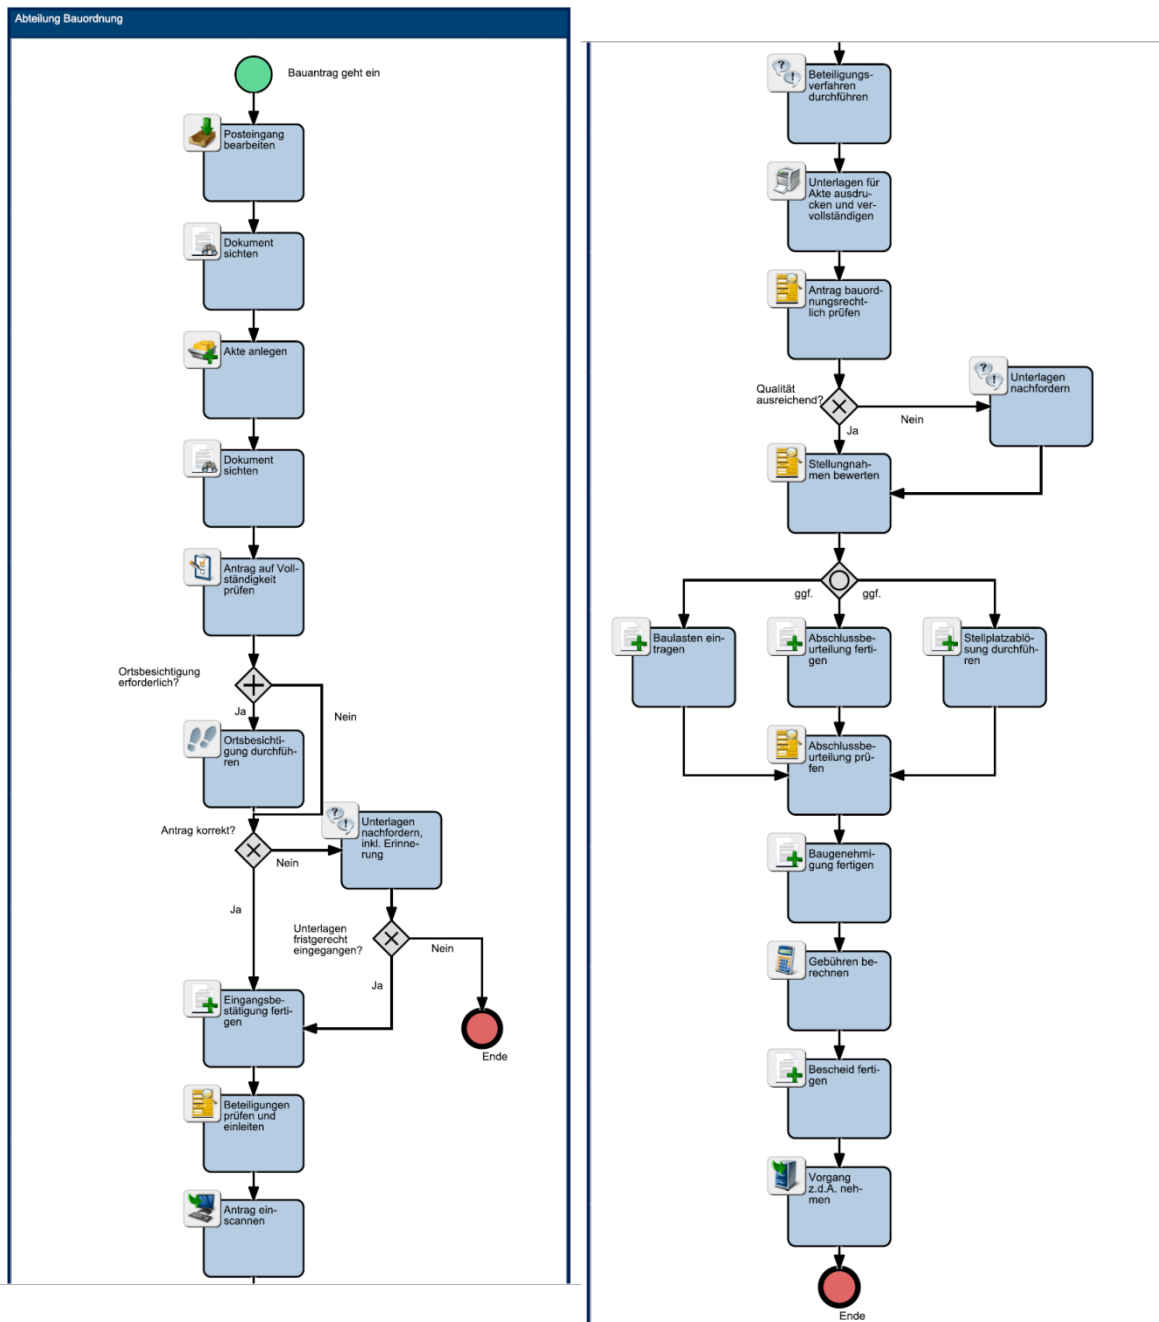 Abteilung Bauordnung
Bauantrag geht ein
Posteingang
bearbeiten
Dokument
sichten
Akte anlegen
Dokument
sichten
Antrag auf Voll-
ständigkeit
prüfen
Ortsbesichtigung
erforderlich?
Ja
Nein
Ortsbesichti-
gung durchfüh-
ren
Antrag korrekt?
Nein
Unterlagen
nachfordern,
inkl. Erinne-
rung
Ja
Unterlagen
fristgerecht
eingegangen?
Nein
Ja
Ende
Eingangsbe-
stätigung ferti-
gen
Beteiligungen
prüfen und
einleiten
Antrag ein-
scannen
Beteiligungs-
verfahren
durchführen
Unterlagen für
Akte ausdru-
cken und ver-
vollständigen
Antrag bauord-
nungsrecht-
lich prüfen
Qualität
ausreichend?
Nein
Ja
Unterlagen
nachfordern
Stellungnah-
men bewerten
ggf.
ggf.
Baulasten ein-
tragen
Abschlussbe-
urteilung ferti-
gen
Stellplatzablö-
sung durchfüh-
ren
Abschlussbe-
urteilung prü-
fen
Baugenehmi-
gung fertigen
Gebühren be-
rechnen
Bescheid ferti-
gen
Vorgang
z.d.A. neh-
men
Ende